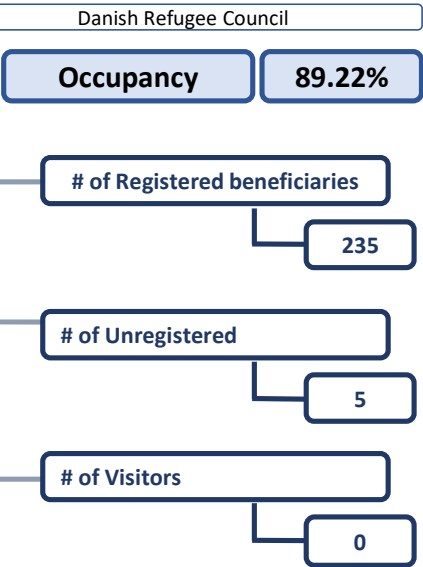 Danish Refugee Council
Occupancy 89.22%
# of Registered beneficiaries
235
# of Unregistered
5
# of Visitors
0